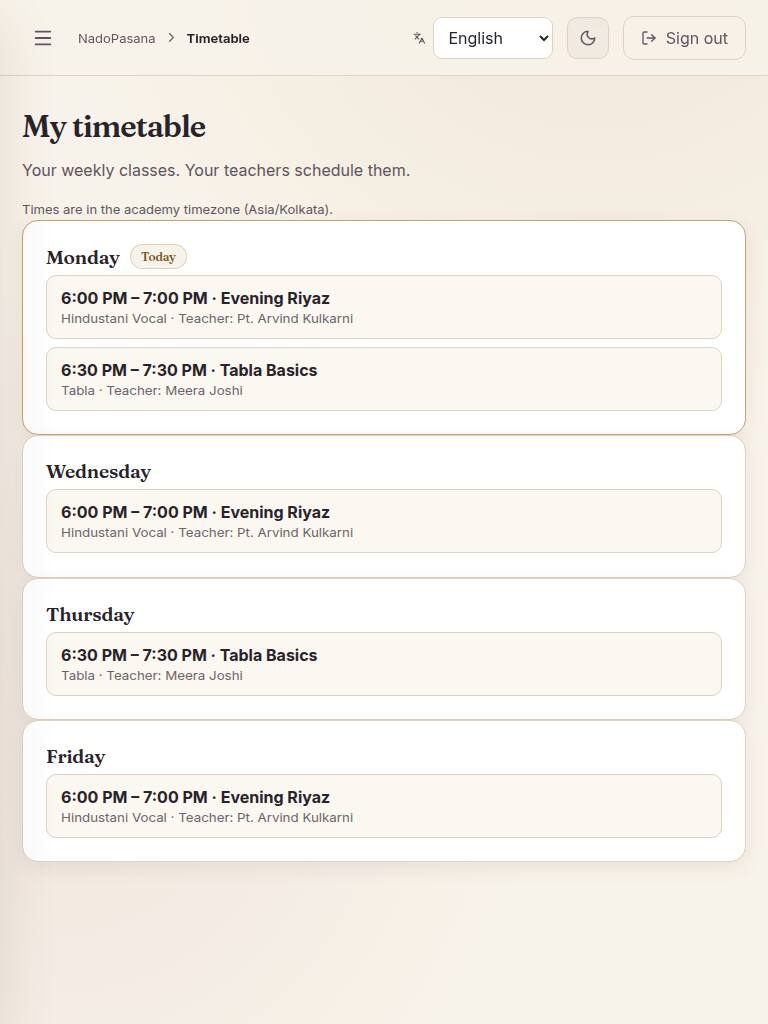 NadoPasana > Timetable
English
Sign out
My timetable
Your weekly classes. Your teachers schedule them.
Times are in the academy timezone (Asia/Kolkata).
Monday Today
6:00 PM – 7:00 PM · Evening Riyaz
Hindustani Vocal · Teacher: Pt. Arvind Kulkarni
6:30 PM – 7:30 PM · Tabla Basics
Tabla · Teacher: Meera Joshi
Wednesday
6:00 PM – 7:00 PM · Evening Riyaz
Hindustani Vocal · Teacher: Pt. Arvind Kulkarni
Thursday
6:30 PM – 7:30 PM · Tabla Basics
Tabla · Teacher: Meera Joshi
Friday
6:00 PM – 7:00 PM · Evening Riyaz
Hindustani Vocal · Teacher: Pt. Arvind Kulkarni